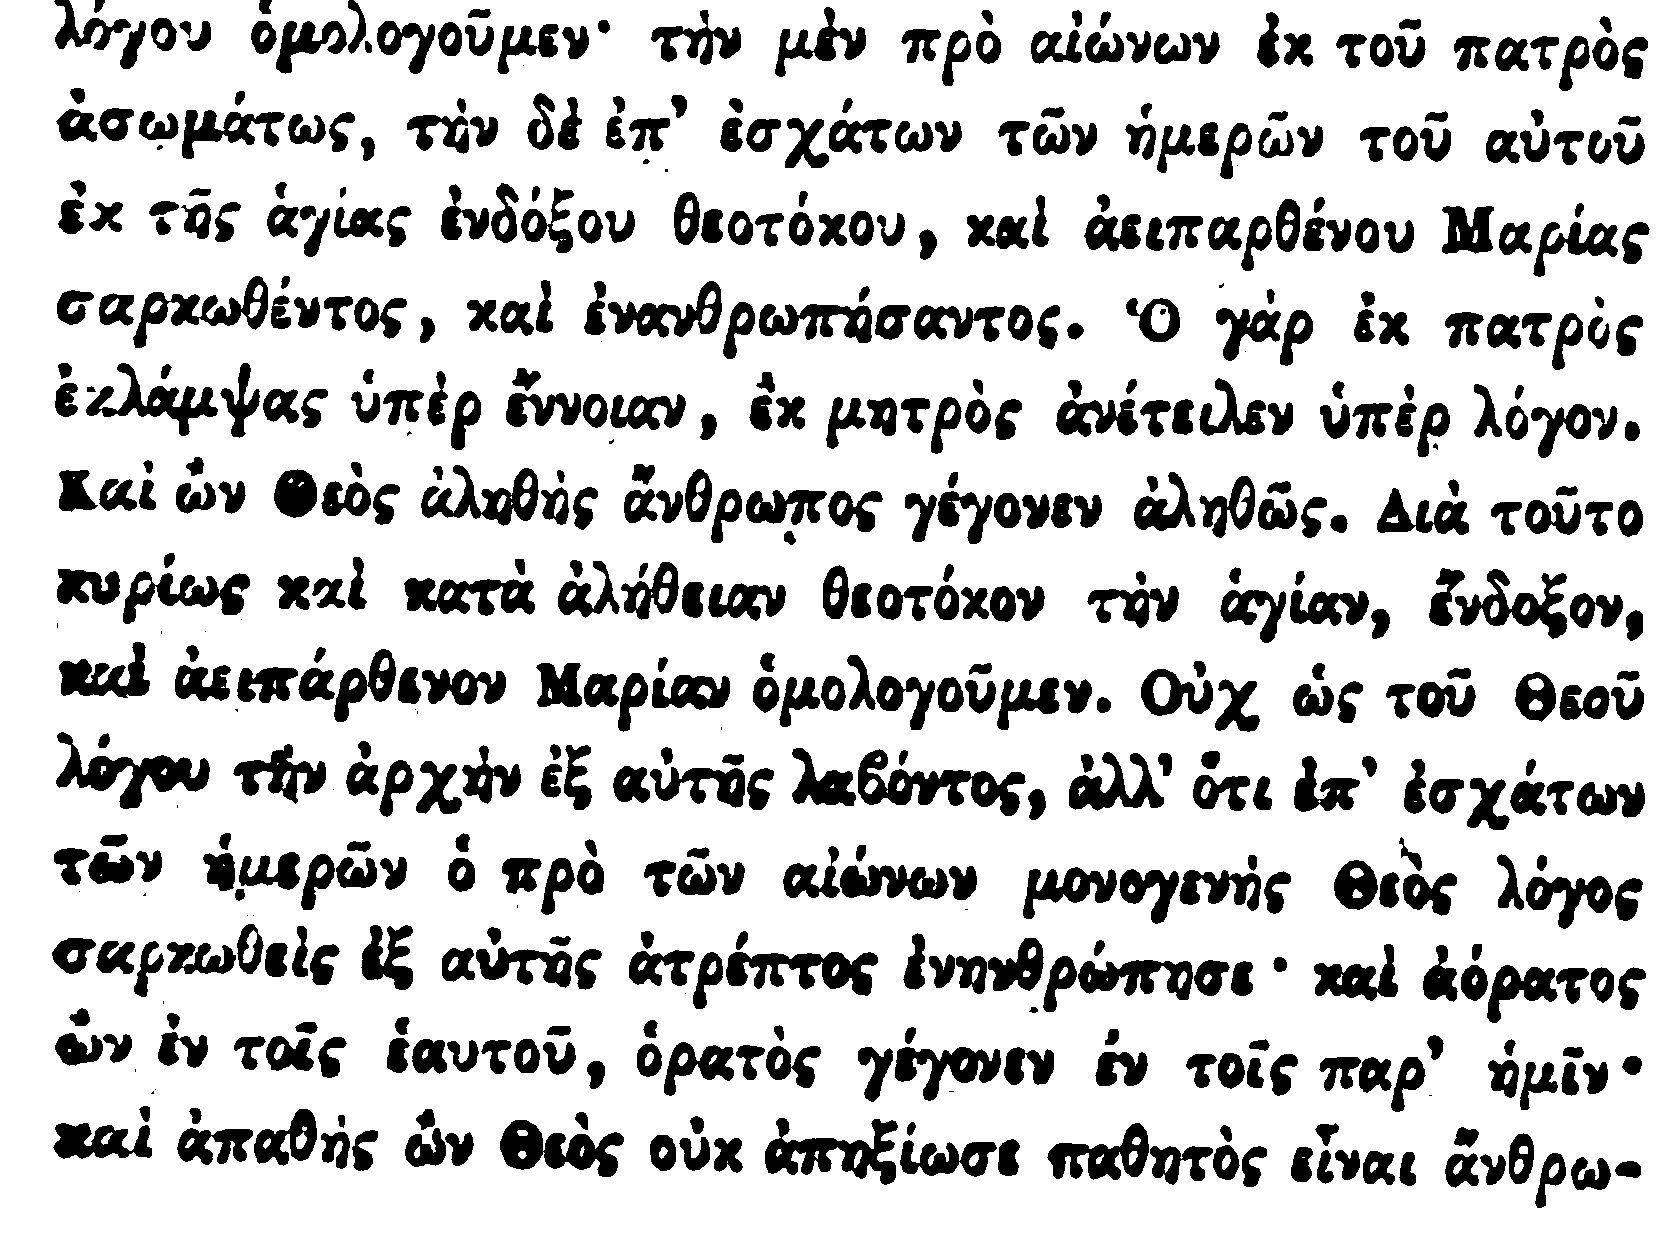 λόγου ὁμολογοῦμεν· τὴν μὲν πρὸ αἰώνων ἐκ τοῦ πατρὸς
ἀσωμάτως, τὴν δὲ ἐπ’ ἐσχάτων τῶν ἡμερῶν τοῦ αὐτοῦ
ἐκ τῆς ἁγίας ἐνδόξου θεοτόκου, καὶ ἀειπαρθένου Μαρίας
σαρκωθέντος, καὶ ἐνανθρωπήσαντος. Ὁ γὰρ ἐκ πατρὸς
ἐκλάμψας ὑπὲρ ἔννοιαν, ἐκ μητρὸς ἀνέτειλεν ὑπὲρ λόγον.
Καὶ ὢν Θεὸς ἀληθὴς ἄνθρωπος γέγονεν ἀληθῶς. Διὰ τοῦτο
κυρίως καὶ κατὰ ἀλήθειαν θεοτόκον τὴν ἁγίαν, ἔνδοξον,
καὶ ἀειπάρθενον Μαρίαν ὁμολογοῦμεν. Οὐχ ὡς τοῦ Θεοῦ
λόγου τὴν ἀρχὴν ἐξ αὐτῆς λαβόντος, ἀλλ’ ὅτι ἐπ’ ἐσχάτων
τῶν ἡμερῶν ὁ πρὸ τῶν αἰώνων μονογενὴς Θεὸς λόγος
σαρκωθεὶς ἐξ αὐτῆς ἀτρέπτος ἐνηνθρώπησε· καὶ ἀόρατος
ὢν ἐν τοῖς ἑαυτοῦ, ὁρατὸς γέγονεν ἐν τοῖς παρ’ ἡμῖν·
καὶ ἀπαθὴς ὢν Θεὸς οὐκ ἀπηξίωσε παθητὸς εἶναι ἄνθρω-